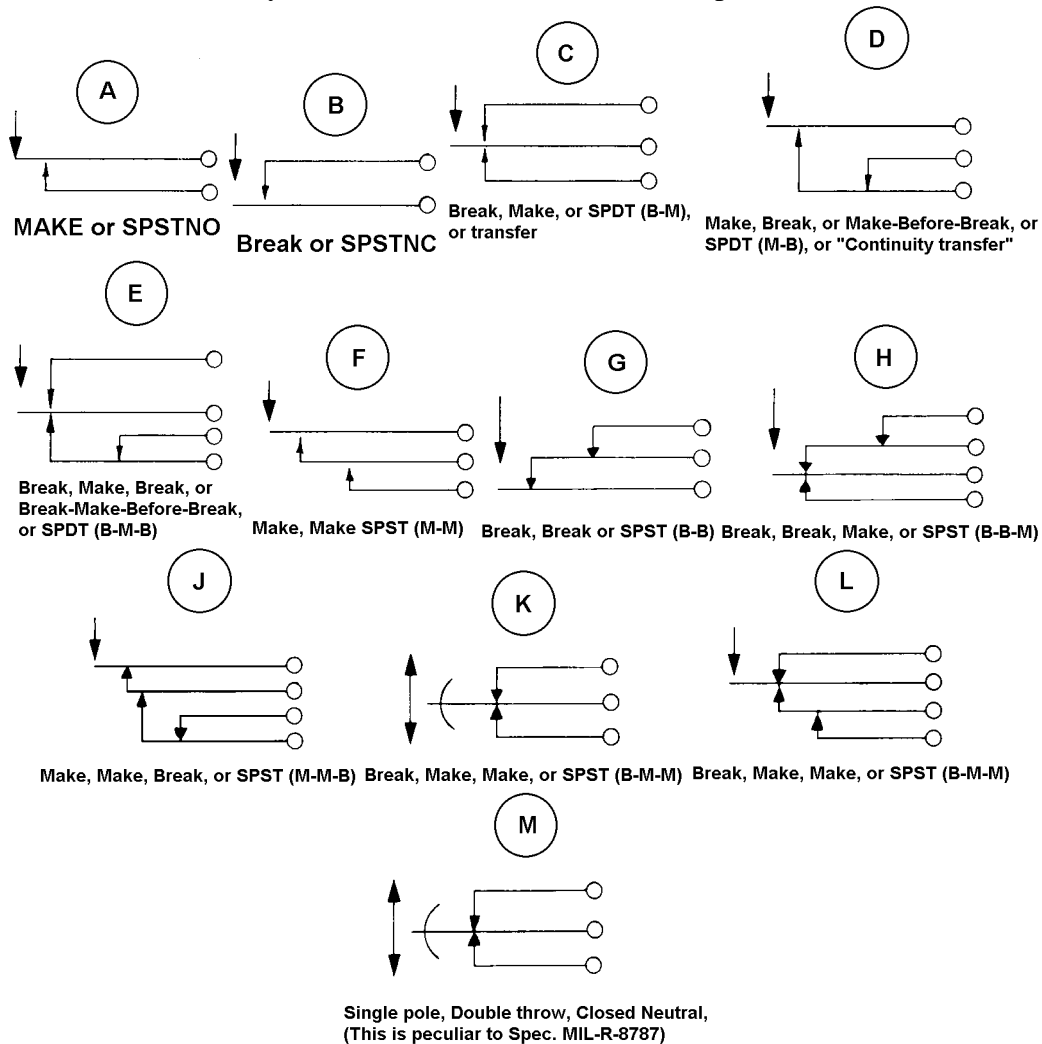 A
MAKE or SPSTNO
B
Break or SPSTNC
C
Break, Make, or SPDT (B-M),
or transfer
D
Make, Break, or Make-Before-Break, or
SPDT (M-B), or "Continuity transfer"
E
Break, Make, Break, or
Break-Make-Before-Break,
or SPDT (B-M-B)
F
Make, Make SPST (M-M)
G
Break, Break or SPST (B-B)
H
Break, Break, Make, or SPST (B-B-M)
J
Make, Make, Break, or SPST (M-M-B)
K
Break, Make, Make, or SPST (B-M-M)
L
Break, Make, Make, or SPST (B-M-M)
M
Single pole, Double throw, Closed Neutral,
(This is peculiar to Spec. MIL-R-8787)